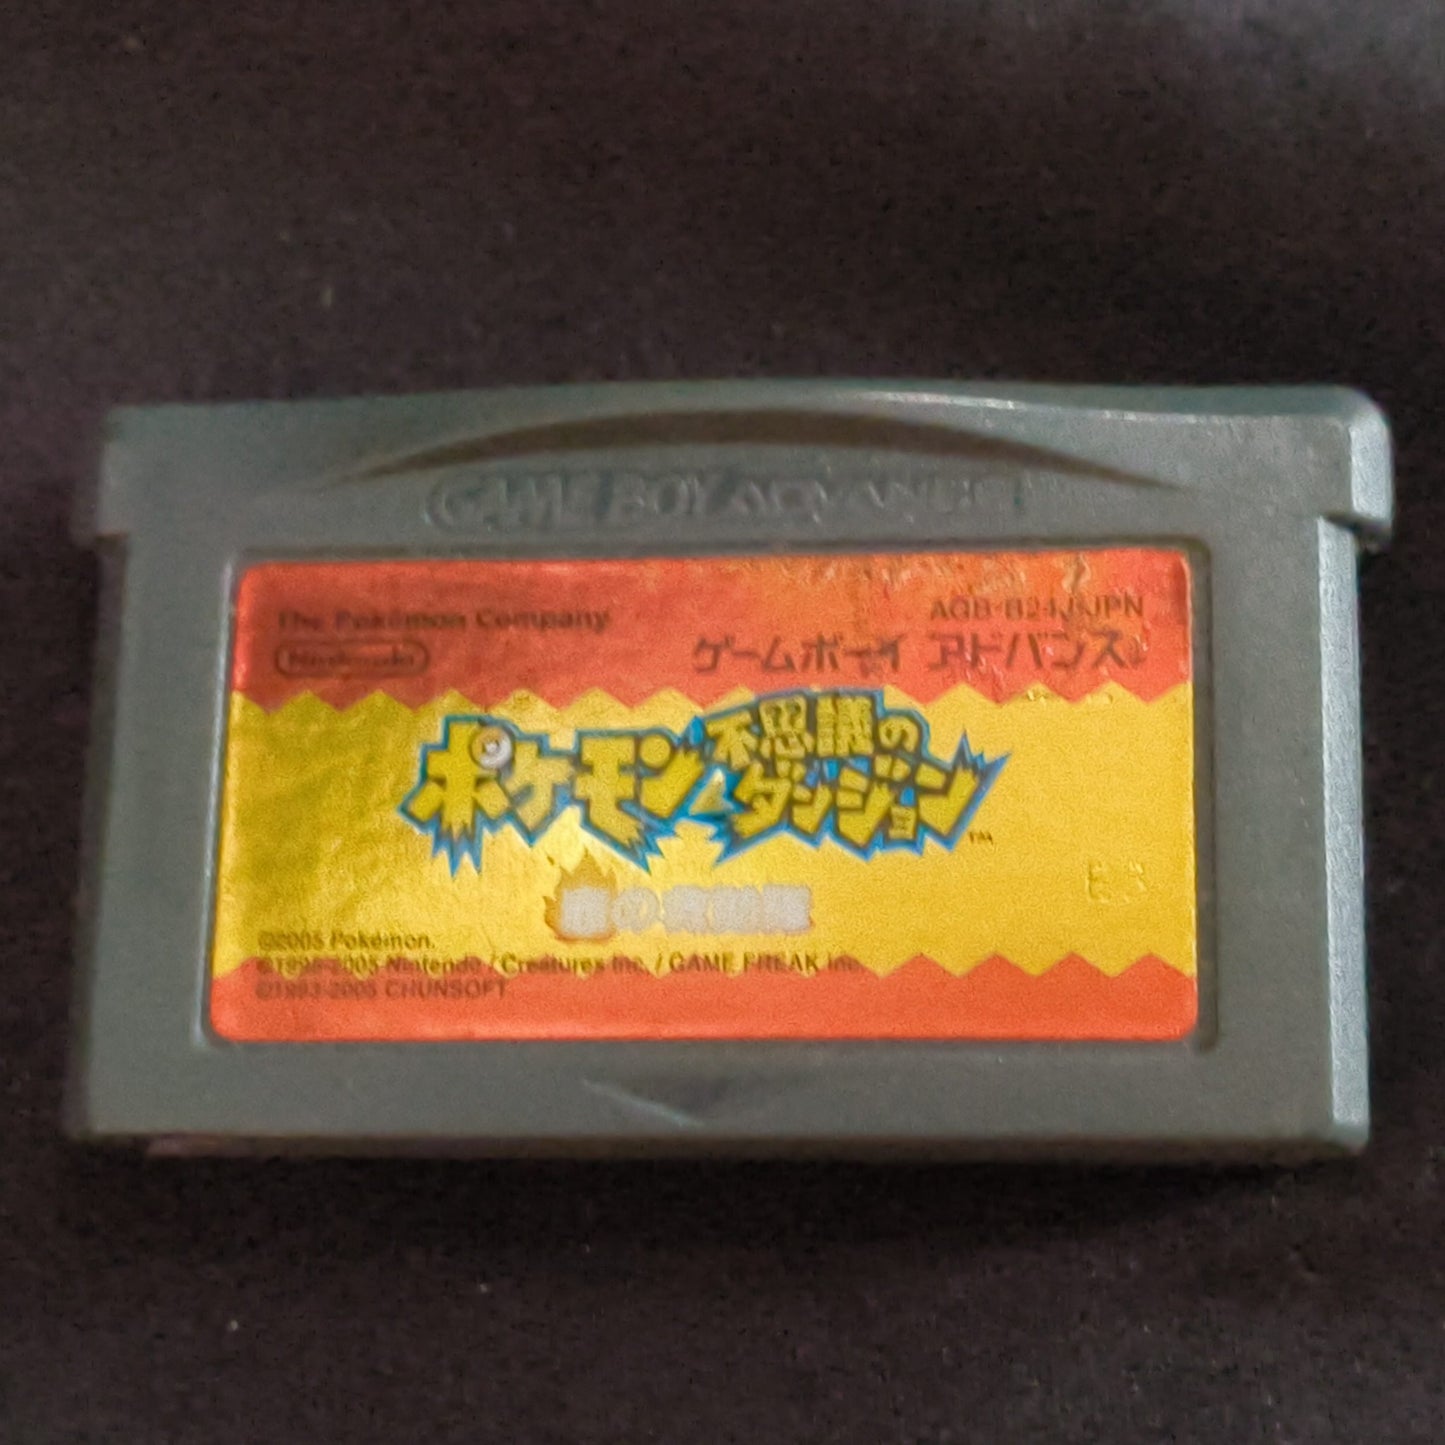 GAME BOY ADVANCE
The Pokémon Company
AGB-B24J-JPN
Nintendo
ゲームボーイ アドバンス
ポケモン不思議の
ダンジョン
TM
©2005 Pokémon.
©1995-2005 Nintendo / Creatures Inc. / GAME FREAK inc.
©1993-2005 CHUNSOFT